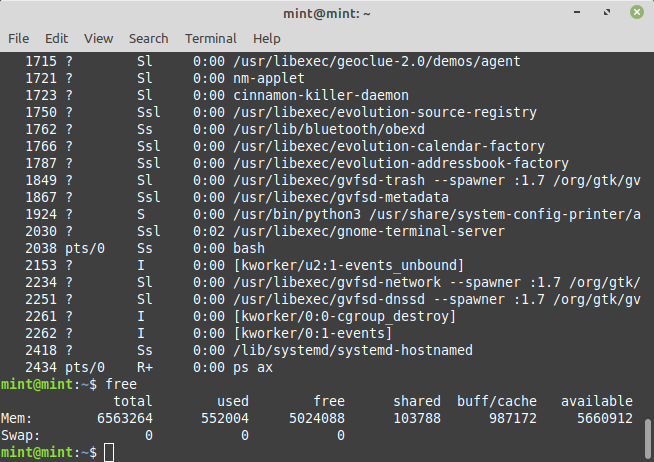 mint@mint: ~
File Edit View Search Terminal Help
1715 ? Sl 0:00 /usr/libexec/geoclue-2.0/demos/agent
1721 ? Sl 0:00 nm-applet
1723 ? Sl 0:00 cinnamon-killer-daemon
1750 ? Ssl 0:00 /usr/libexec/evolution-source-registry
1762 ? Ss 0:00 /usr/lib/bluetooth/obexd
1766 ? Ssl 0:00 /usr/libexec/evolution-calendar-factory
1787 ? Ssl 0:00 /usr/libexec/evolution-addressbook-factory
1849 ? Sl 0:00 /usr/libexec/gvfsd-trash --spawner :1.7 /org/gtk/gv
1867 ? Ssl 0:00 /usr/libexec/gvfsd-metadata
1924 ? S 0:00 /usr/bin/python3 /usr/share/system-config-printer/a
2030 ? Ssl 0:02 /usr/libexec/gnome-terminal-server
2038 pts/0 Ss 0:00 bash
2153 ? I 0:00 [kworker/u2:1-events_unbound]
2234 ? Sl 0:00 /usr/libexec/gvfsd-network --spawner :1.7 /org/gtk/
2251 ? Sl 0:00 /usr/libexec/gvfsd-dnssd --spawner :1.7 /org/gtk/gv
2261 ? I 0:00 [kworker/0:0-cgroup_destroy]
2262 ? I 0:00 [kworker/0:1-events]
2418 ? Ss 0:00 /lib/systemd/systemd-hostnamed
2434 pts/0 R+ 0:00 ps ax
mint@mint:~$ free
total used free shared buff/cache available
Mem: 6563264 552004 5024088 103788 987172 5660912
Swap: 0 0 0
mint@mint:~$